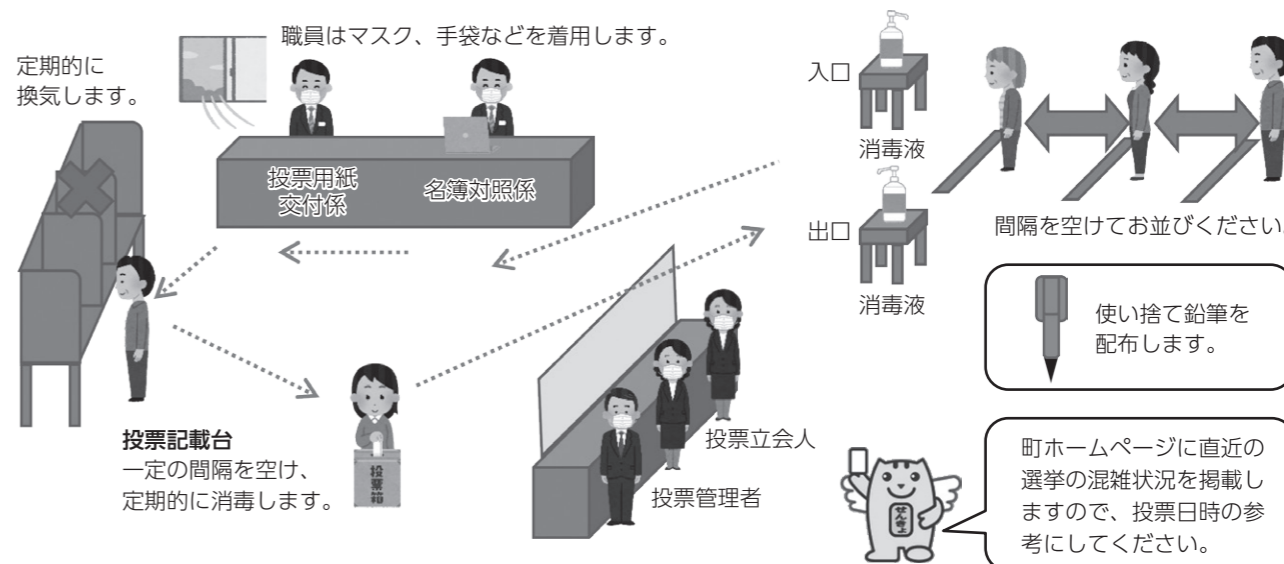 職員はマスク、手袋などを着用します。
定期的に
換気します。
投票用紙
交付係
名簿対照係
入口
消毒液
出口
消毒液
間隔を空けてお並びください。
使い捨て鉛筆を
配布します。
投票記載台
一定の間隔を空け、
定期的に消毒します。
投票箱
投票立会人
投票管理者
せんきょ
町ホームページに直近の
選挙の混雑状況を掲載し
ますので、投票日時の参
考にしてください。